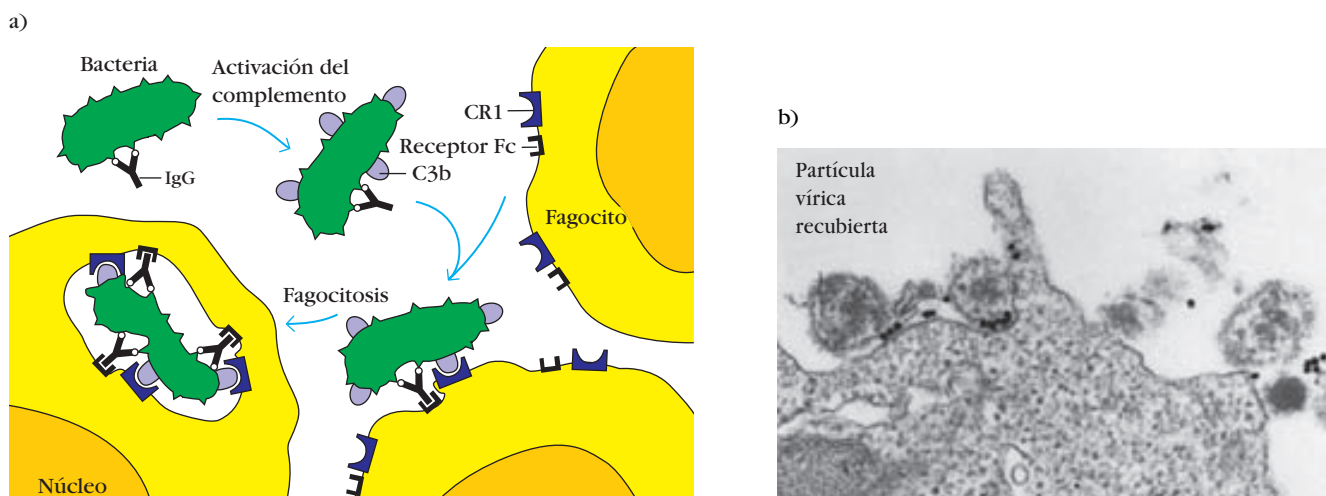 a)
Bacteria
Activación del
complemento
IgG
CR1
Receptor Fc
C3b
Fagocito
Fagocitosis
Núcleo
b)
Partícula
vírica
recubierta